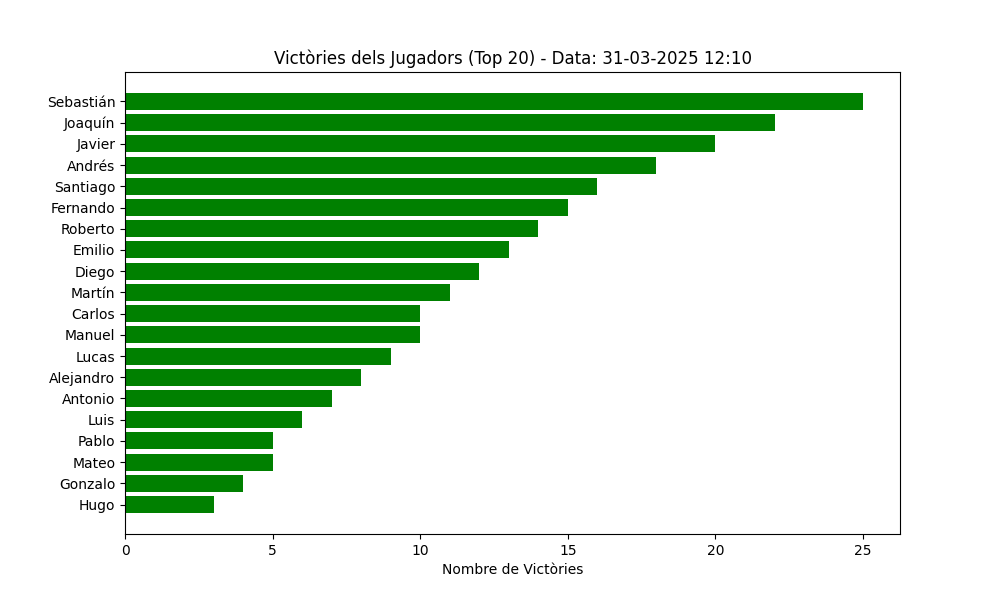 Victòries dels Jugadors (Top 20) - Data: 31-03-2025 12:10
Sebastián
Joaquín
Javier
Andrés
Santiago
Fernando
Roberto
Emilio
Diego
Martín
Carlos
Manuel
Lucas
Alejandro
Antonio
Luis
Pablo
Mateo
Gonzalo
Hugo
0 5 10 15 20 25
Nombre de Victòries